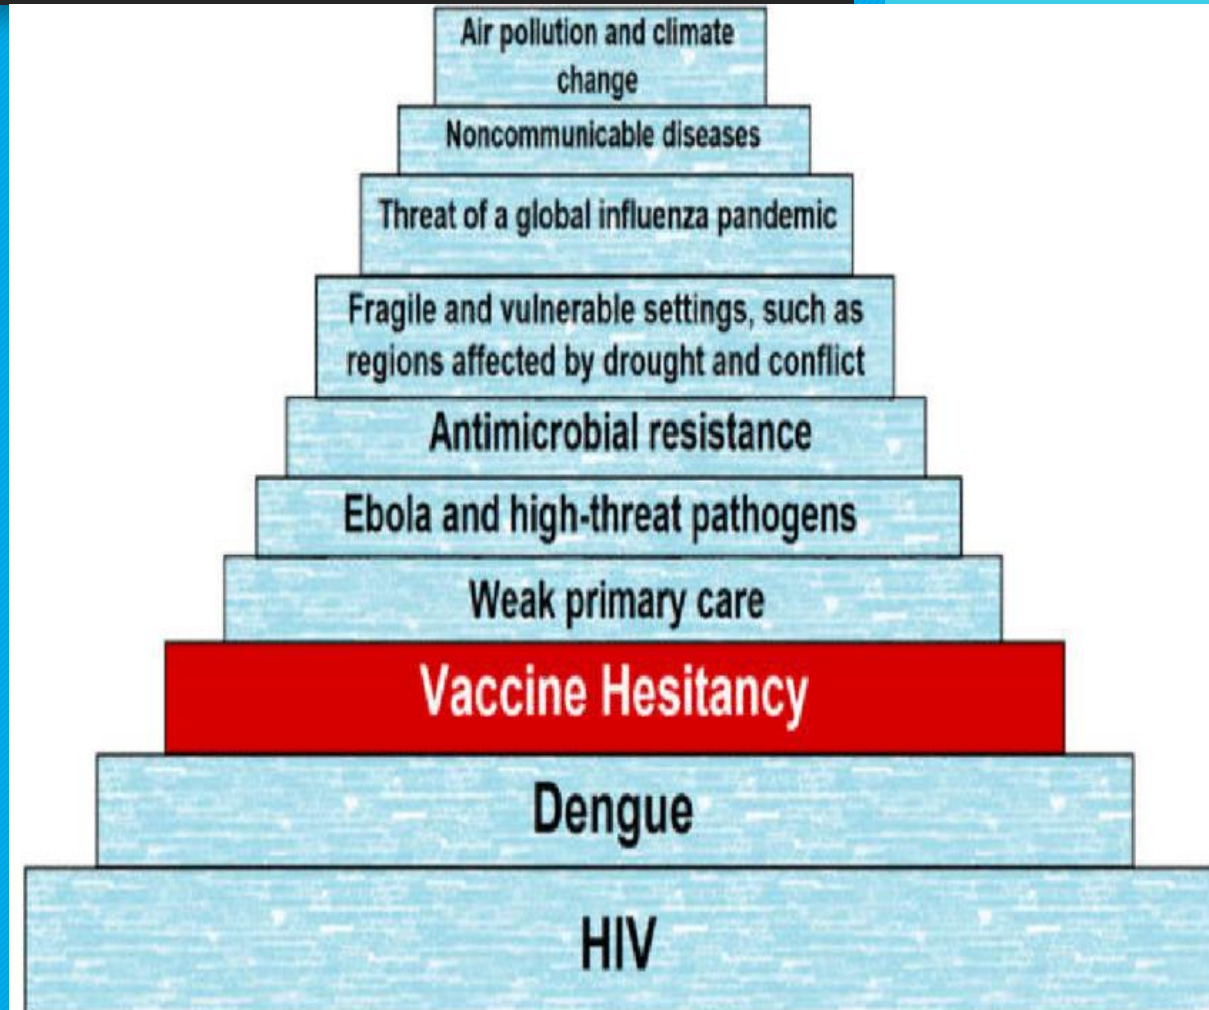 Air pollution and climate
change
Noncommunicable diseases
Threat of a global influenza pandemic
Fragile and vulnerable settings, such as
regions affected by drought and conflict
Antimicrobial resistance
Ebola and high-threat pathogens
Weak primary care
Vaccine Hesitancy
Dengue
HIV